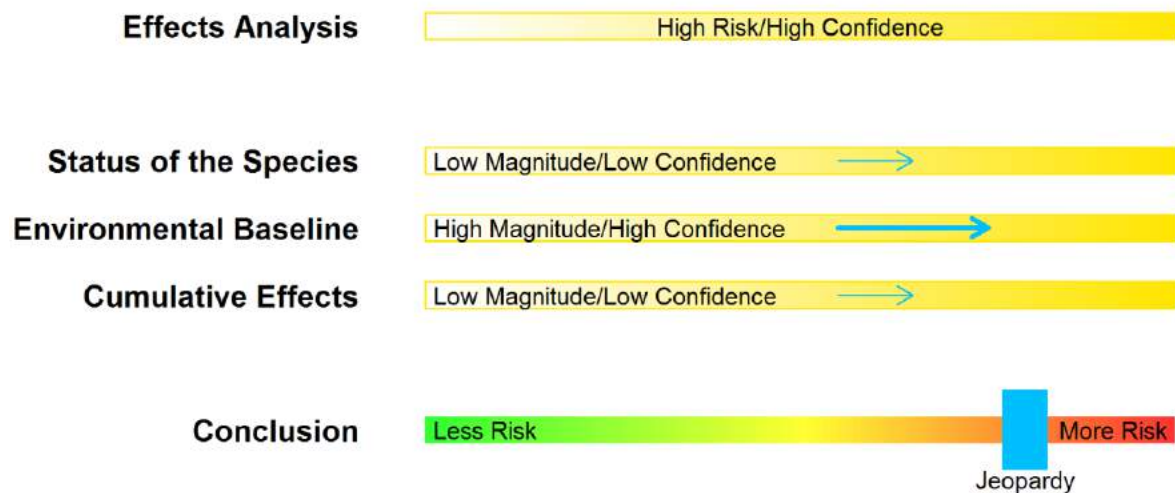 Effects Analysis High Risk/High Confidence
Status of the Species Low Magnitude/Low Confidence
Environmental Baseline High Magnitude/High Confidence
Cumulative Effects Low Magnitude/Low Confidence
Conclusion Less Risk More Risk
Jeopardy